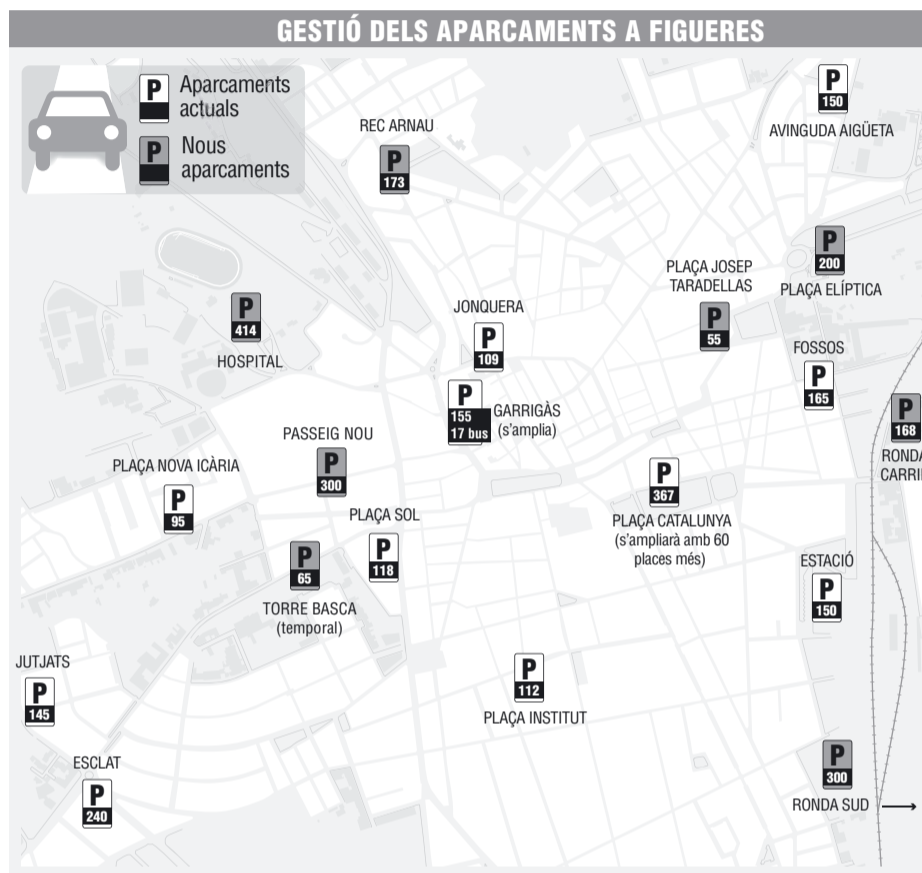 GESTIÓ DELS APARCAMENTS A FIGUERES
P Aparcaments
actuals
P Nous
aparcaments
REC ARNAU
P
173
P
150
AVINGUDA AIGÜETA
P
200
PLAÇA ELÍPTICA
PLAÇA JOSEP
TARADELLAS
P
55
P
414
HOSPITAL
JONQUERA
P
109
FOSSOS
P
165
P
155
17 bus
GARRIGÀS
(s'amplia)
P
168
RONDA
PASSEIG NOU
P
300
PLAÇA NOVA ICÀRIA
P
95
P
367
PLAÇA CATALUNYA
(s'ampliarà amb 60
places més)
PLAÇA SOL
P
118
P
65
TORRE BASCA
(temporal)
ESTACIÓ
P
150
JUTJATS
P
145
P
112
PLAÇA INSTITUT
ESCLAT
P
240
P
300
RONDA SUD